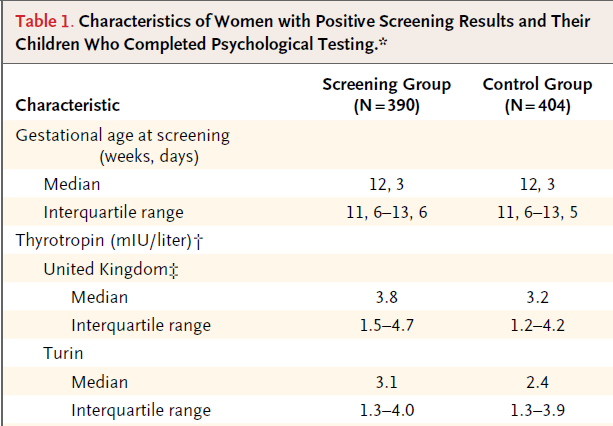 Table 1. Characteristics of Women with Positive Screening Results and Their
Children Who Completed Psychological Testing.*
Characteristic Screening Group (N=390) Control Group (N=404)
Gestational age at screening
(weeks, days)
Median 12, 3 12, 3
Interquartile range 11, 6–13, 6 11, 6–13, 5
Thyrotropin (mIU/liter)†
United Kingdom‡
Median 3.8 3.2
Interquartile range 1.5–4.7 1.2–4.2
Turin
Median 3.1 2.4
Interquartile range 1.3–4.0 1.3–3.9